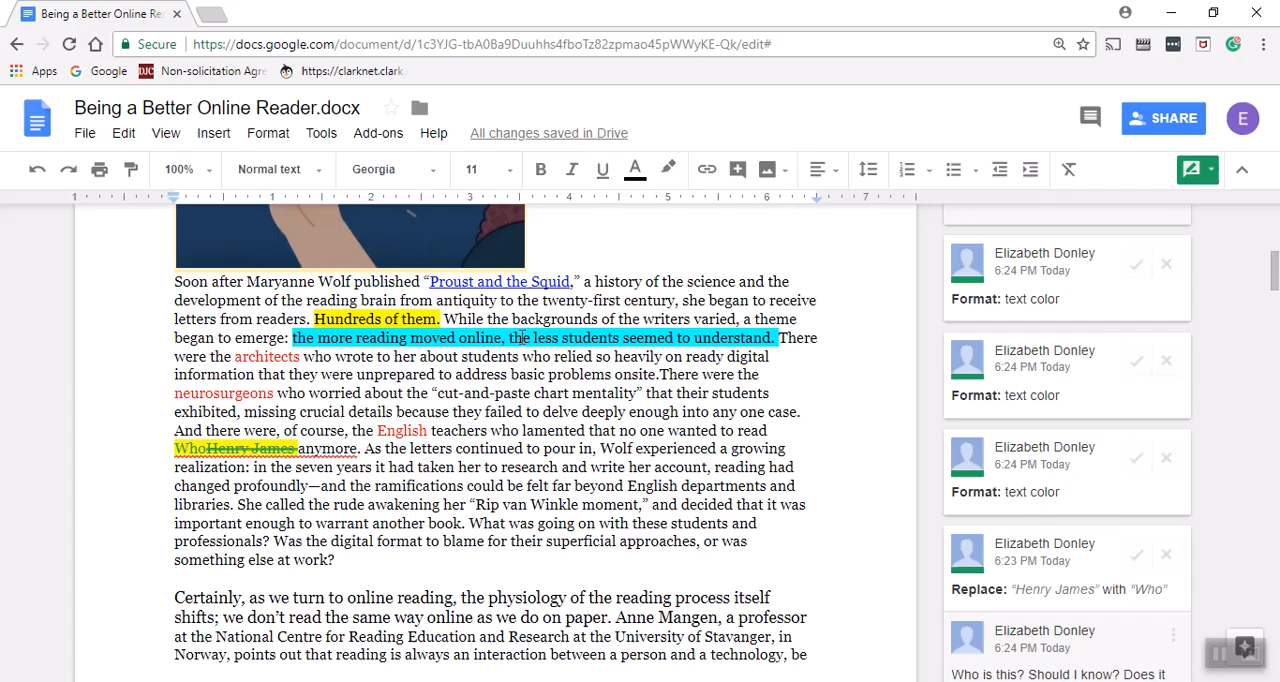 Being a Better Online Re
Secure https://docs.google.com/document/d/1c3YJG-tbA0Ba9Duuhhs4fboTz82zpmao45pWWyKE-Qk/edit#
Apps Google Non-solicitation Agre https://clarknet.clark
Being a Better Online Reader.docx
SHARE E
File Edit View Insert Format Tools Add-ons Help All changes saved in Drive
100% Normal text Georgia 11 B I U A
1 1 2 3 4 5 6 7
Soon after Maryanne Wolf published “Proust and the Squid,” a history of the science and the
development of the reading brain from antiquity to the twenty-first century, she began to receive
letters from readers. Hundreds of them. While the backgrounds of the writers varied, a theme
began to emerge: the more reading moved online, the less students seemed to understand. There
were the architects who wrote to her about students who relied so heavily on ready digital
information that they were unprepared to address basic problems onsite.There were the
neurosurgeons who worried about the “cut-and-paste chart mentality” that their students
exhibited, missing crucial details because they failed to delve deeply enough into any one case.
And there were, of course, the English teachers who lamented that no one wanted to read
WhoHenry James anymore. As the letters continued to pour in, Wolf experienced a growing
realization: in the seven years it had taken her to research and write her account, reading had
changed profoundly—and the ramifications could be felt far beyond English departments and
libraries. She called the rude awakening her “Rip van Winkle moment,” and decided that it was
important enough to warrant another book. What was going on with these students and
professionals? Was the digital format to blame for their superficial approaches, or was
something else at work?
Certainly, as we turn to online reading, the physiology of the reading process itself
shifts; we don’t read the same way online as we do on paper. Anne Mangen, a professor
at the National Centre for Reading Education and Research at the University of Stavanger, in
Norway, points out that reading is always an interaction between a person and a technology, be
Elizabeth Donley
6:24 PM Today
Format: text color
Elizabeth Donley
6:24 PM Today
Format: text color
Elizabeth Donley
6:24 PM Today
Format: text color
Elizabeth Donley
6:23 PM Today
Replace: “Henry James” with “Who”
Elizabeth Donley
6:24 PM Today
Who is this? Should I know? Does it